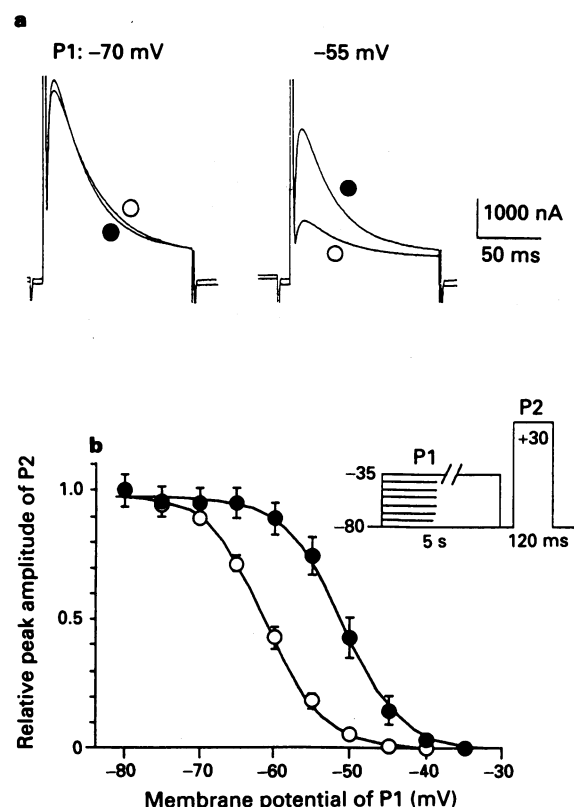 a
P1: –70 mV
–55 mV
1000 nA
50 ms
b
P1
P2
+30
–35
–80
5 s
120 ms
Relative peak amplitude of P2
1.0
0.5
0
–80
–70
–60
–50
–40
–30
Membrane potential of P1 (mV)